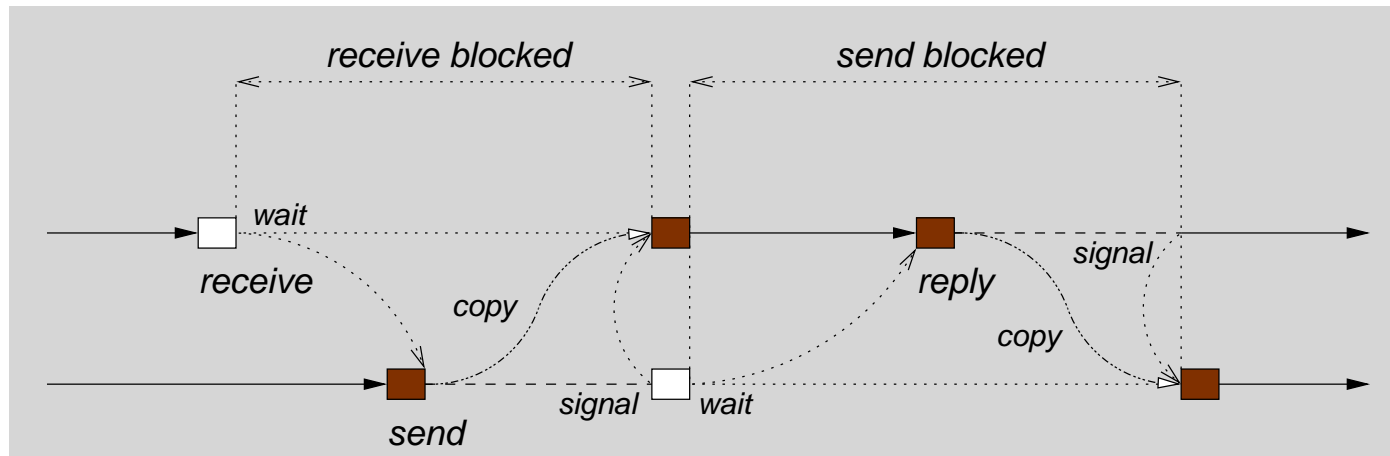 receive blocked
send blocked
wait
receive
copy
signal
reply
copy
signal
wait
send